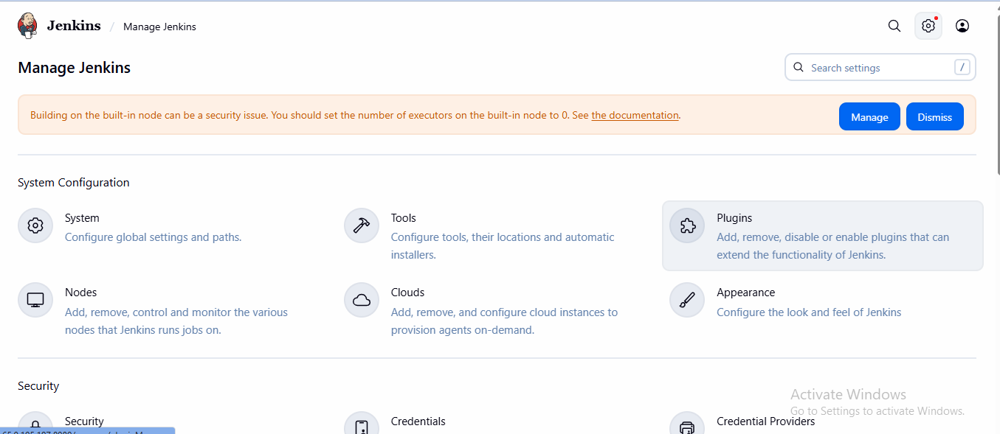 Jenkins / Manage Jenkins
Manage Jenkins
Search settings /
Building on the built-in node can be a security issue. You should set the number of executors on the built-in node to 0. See the documentation.
Manage Dismiss
System Configuration
System
Configure global settings and paths.
Tools
Configure tools, their locations and automatic
installers.
Plugins
Add, remove, disable or enable plugins that can
extend the functionality of Jenkins.
Nodes
Add, remove, control and monitor the various
nodes that Jenkins runs jobs on.
Clouds
Add, remove, and configure cloud instances to
provision agents on-demand.
Appearance
Configure the look and feel of Jenkins
Security
Security
Credentials
Credential Providers
Activate Windows
Go to Settings to activate Windows.